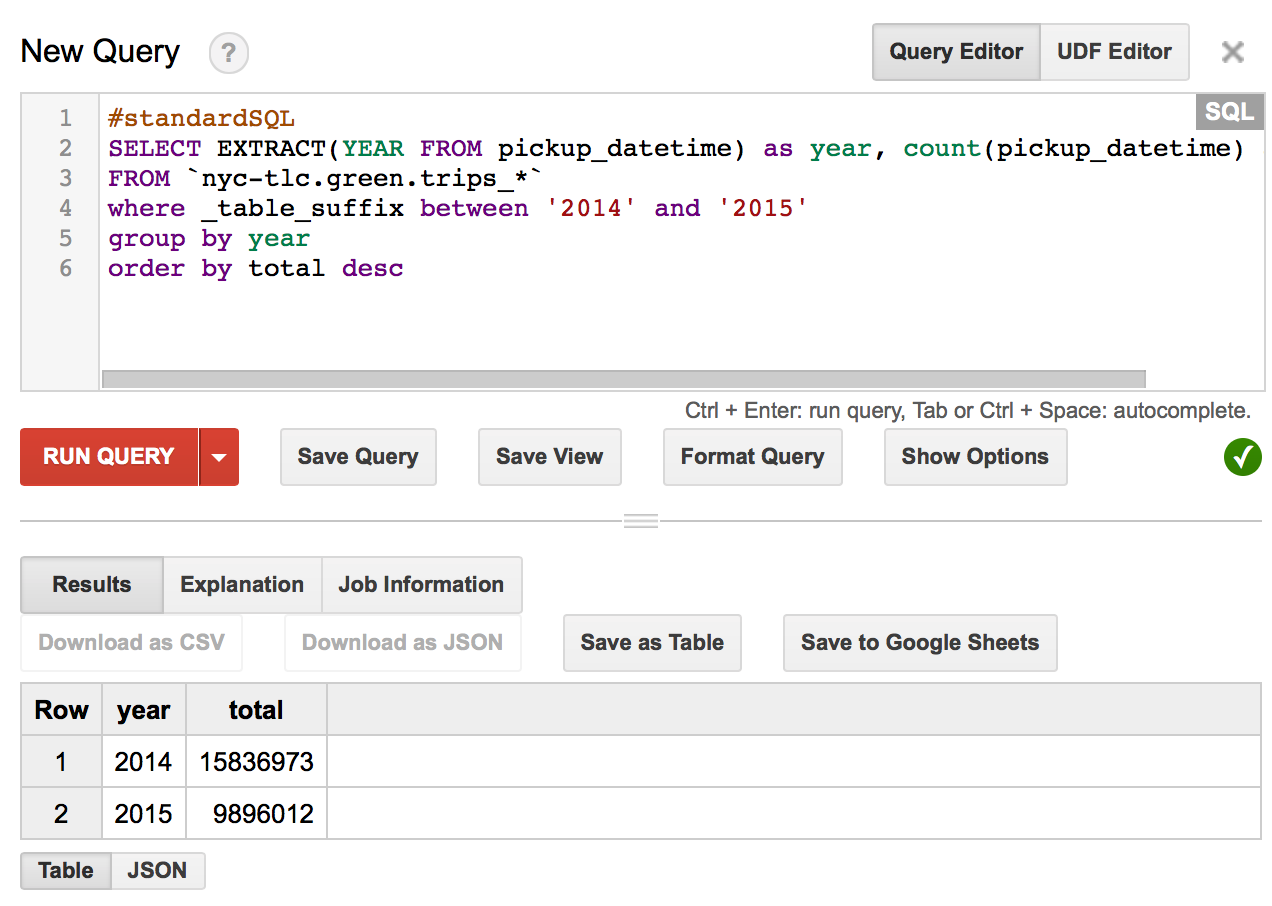 New Query ? Query Editor UDF Editor ×
SQL
1 #standardSQL
2 SELECT EXTRACT(YEAR FROM pickup_datetime) as year, count(pickup_datetime)
3 FROM `nyc-tlc.green.trips_*`
4 where _table_suffix between '2014' and '2015'
5 group by year
6 order by total desc
Ctrl + Enter: run query, Tab or Ctrl + Space: autocomplete.
RUN QUERY Save Query Save View Format Query Show Options
Results Explanation Job Information
Download as CSV Download as JSON Save as Table Save to Google Sheets
Row year total
1 2014 15836973
2 2015 9896012
Table JSON